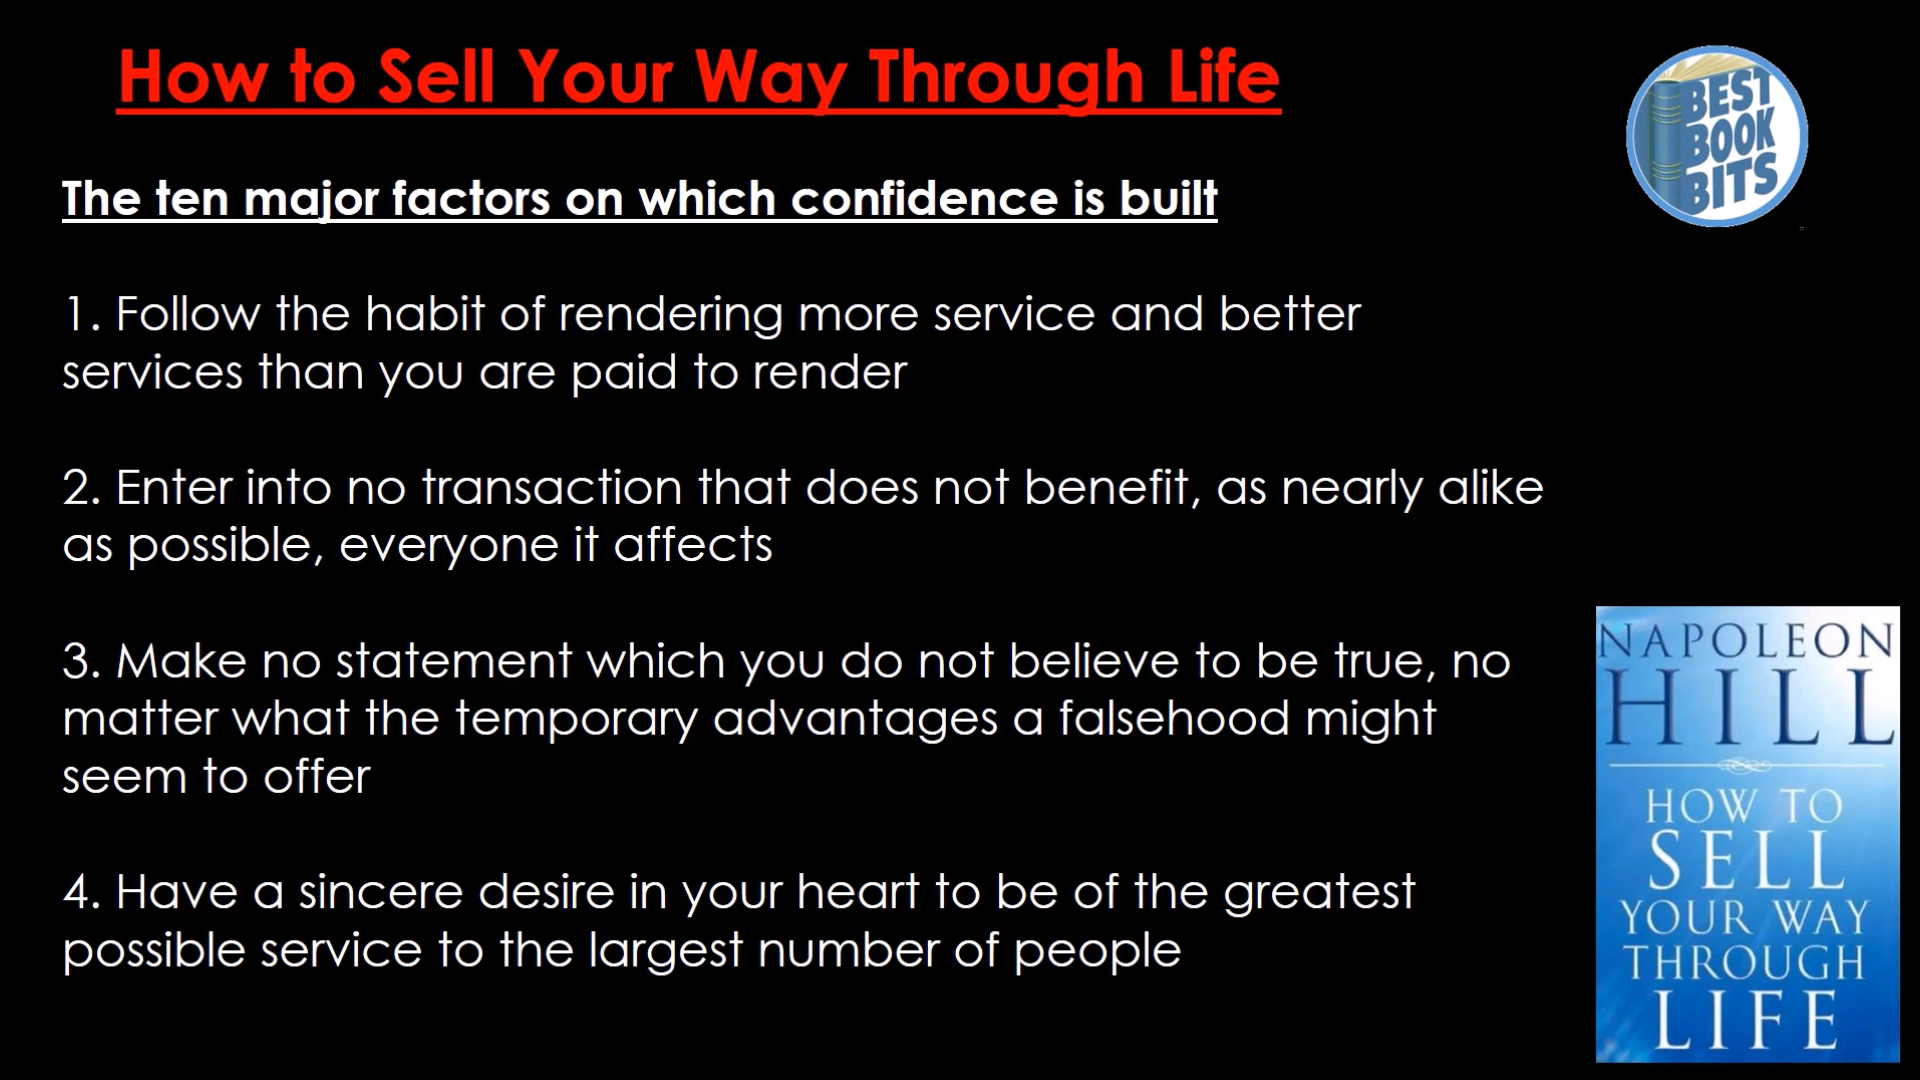 How to Sell Your Way Through Life
BEST
BOOK
BITS
The ten major factors on which confidence is built
1. Follow the habit of rendering more service and better
services than you are paid to render
2. Enter into no transaction that does not benefit, as nearly alike
as possible, everyone it affects
3. Make no statement which you do not believe to be true, no
matter what the temporary advantages a falsehood might
seem to offer
4. Have a sincere desire in your heart to be of the greatest
possible service to the largest number of people
NAPOLEON
HILL
HOW TO
SELL
YOUR WAY
THROUGH
LIFE